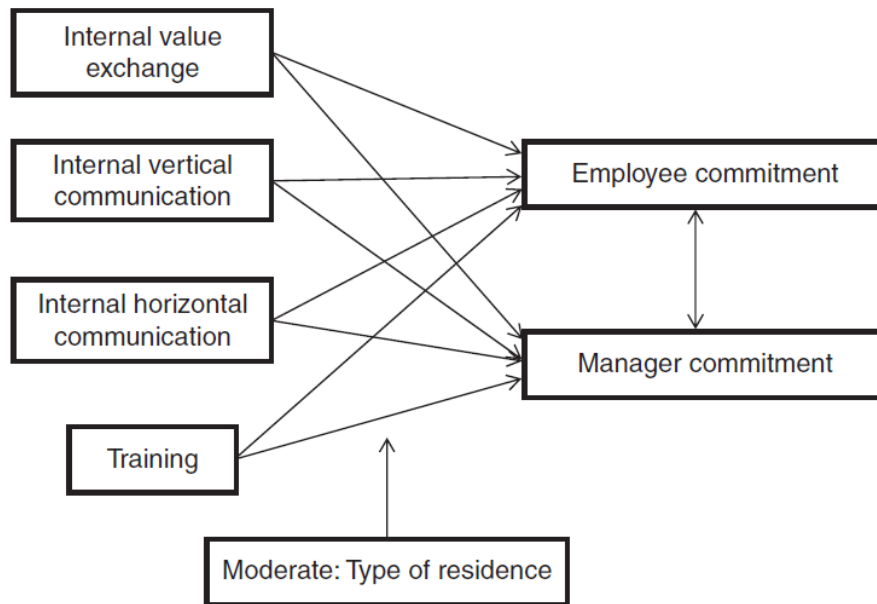 Internal value
exchange
Internal vertical
communication
Employee commitment
Internal horizontal
communication
Manager commitment
Training
Moderate: Type of residence